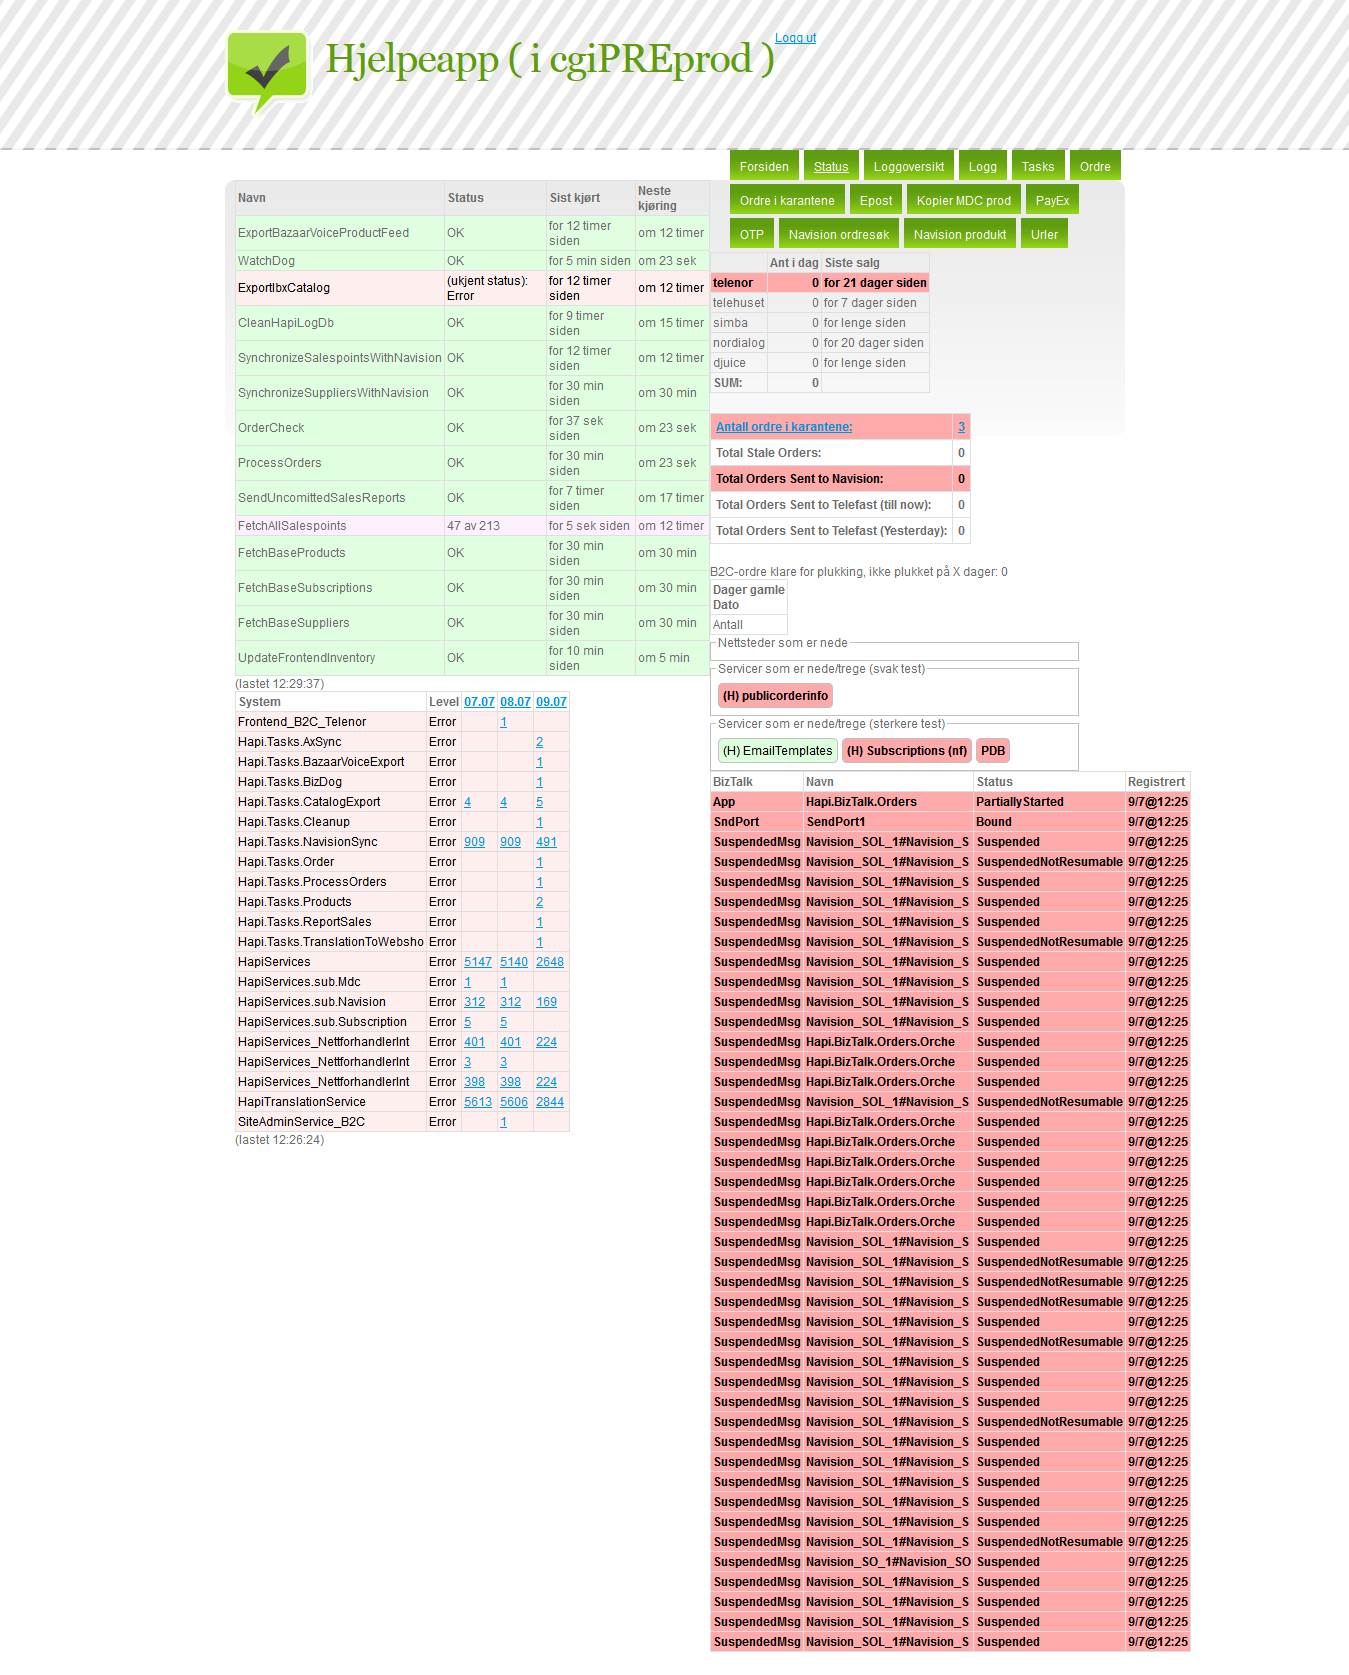 Hjelpeapp ( i cgiPREprod )
Logg ut
Forsiden Status Loggoversikt Logg Tasks Ordre
Ordre i karantene Epost Kopier MDC prod PayEx
OTP Navision ordresøk Navision produkt Urler
Navn Status Sist kjørt Neste kjøring
ExportBazaarVoiceProductFeed OK for 12 timer siden om 12 timer
WatchDog OK for 5 min siden om 23 sek
ExportIbxCatalog (ukjent status): Error for 12 timer siden om 12 timer
CleanHapiLogDb OK for 9 timer siden om 15 timer
SynchronizeSalespointsWithNavision OK for 12 timer siden om 12 timer
SynchronizeSuppliersWithNavision OK for 30 min siden om 30 min
OrderCheck OK for 37 sek siden om 23 sek
ProcessOrders OK for 30 min siden om 23 sek
SendUncomittedSalesReports OK for 7 timer siden om 17 timer
FetchAllSalespoints 47 av 213 for 5 sek siden om 12 timer
FetchBaseProducts OK for 30 min siden om 30 min
FetchBaseSubscriptions OK for 30 min siden om 30 min
FetchBaseSuppliers OK for 30 min siden om 30 min
UpdateFrontendInventory OK for 10 min siden om 5 min
(lastet 12:29:37)
System Level 07.07 08.07 09.07
Frontend_B2C_Telenor Error 1
Hapi.Tasks.AxSync Error 2
Hapi.Tasks.BazaarVoiceExport Error 1
Hapi.Tasks.BizDog Error 1
Hapi.Tasks.CatalogExport Error 4 4 5
Hapi.Tasks.Cleanup Error 1
Hapi.Tasks.NavisionSync Error 909 909 491
Hapi.Tasks.Order Error 1
Hapi.Tasks.ProcessOrders Error 1
Hapi.Tasks.Products Error 2
Hapi.Tasks.ReportSales Error 1
Hapi.Tasks.TranslationToWebsho Error 1
HapiServices Error 5147 5140 2648
HapiServices.sub.Mdc Error 1 1
HapiServices.sub.Navision Error 312 312 169
HapiServices.sub.Subscription Error 5 5
HapiServices_NettforhandlerInt Error 401 401 224
HapiServices_NettforhandlerInt Error 3 3
HapiServices_NettforhandlerInt Error 398 398 224
HapiTranslationService Error 5613 5606 2844
SiteAdminService_B2C Error 1
(lastet 12:26:24)
Ant i dag Siste salg
telenor 0 for 21 dager siden
telehuset 0 for 7 dager siden
simba 0 for lenge siden
nordialog 0 for 20 dager siden
djuice 0 for lenge siden
SUM: 0
Antall ordre i karantene: 3
Total Stale Orders: 0
Total Orders Sent to Navision: 0
Total Orders Sent to Telefast (till now): 0
Total Orders Sent to Telefast (Yesterday): 0
B2C-ordre klare for plukking, ikke plukket på X dager: 0
Dager gamle
Dato
Antall
Nettsteder som er nede
Servicer som er nede/trege (svak test)
(H) publicorderinfo
Servicer som er nede/trege (sterkere test)
(H) EmailTemplates (H) Subscriptions (nf) PDB
BizTalk Navn Status Registrert
App Hapi.BizTalk.Orders PartiallyStarted 9/7@12:25
SndPort SendPort1 Bound 9/7@12:25
SuspendedMsg Navision_SOL_1#Navision_S Suspended 9/7@12:25
SuspendedMsg Navision_SOL_1#Navision_S SuspendedNotResumable 9/7@12:25
SuspendedMsg Navision_SOL_1#Navision_S Suspended 9/7@12:25
SuspendedMsg Navision_SOL_1#Navision_S Suspended 9/7@12:25
SuspendedMsg Navision_SOL_1#Navision_S Suspended 9/7@12:25
SuspendedMsg Navision_SOL_1#Navision_S SuspendedNotResumable 9/7@12:25
SuspendedMsg Navision_SOL_1#Navision_S Suspended 9/7@12:25
SuspendedMsg Navision_SOL_1#Navision_S Suspended 9/7@12:25
SuspendedMsg Navision_SOL_1#Navision_S Suspended 9/7@12:25
SuspendedMsg Navision_SOL_1#Navision_S Suspended 9/7@12:25
SuspendedMsg Hapi.BizTalk.Orders.Orche Suspended 9/7@12:25
SuspendedMsg Hapi.BizTalk.Orders.Orche Suspended 9/7@12:25
SuspendedMsg Hapi.BizTalk.Orders.Orche Suspended 9/7@12:25
SuspendedMsg Navision_SOL_1#Navision_S SuspendedNotResumable 9/7@12:25
SuspendedMsg Hapi.BizTalk.Orders.Orche Suspended 9/7@12:25
SuspendedMsg Hapi.BizTalk.Orders.Orche Suspended 9/7@12:25
SuspendedMsg Hapi.BizTalk.Orders.Orche Suspended 9/7@12:25
SuspendedMsg Hapi.BizTalk.Orders.Orche Suspended 9/7@12:25
SuspendedMsg Hapi.BizTalk.Orders.Orche Suspended 9/7@12:25
SuspendedMsg Hapi.BizTalk.Orders.Orche Suspended 9/7@12:25
SuspendedMsg Navision_SOL_1#Navision_S Suspended 9/7@12:25
SuspendedMsg Navision_SOL_1#Navision_S SuspendedNotResumable 9/7@12:25
SuspendedMsg Navision_SOL_1#Navision_S SuspendedNotResumable 9/7@12:25
SuspendedMsg Navision_SOL_1#Navision_S SuspendedNotResumable 9/7@12:25
SuspendedMsg Navision_SOL_1#Navision_S Suspended 9/7@12:25
SuspendedMsg Navision_SOL_1#Navision_S SuspendedNotResumable 9/7@12:25
SuspendedMsg Navision_SOL_1#Navision_S Suspended 9/7@12:25
SuspendedMsg Navision_SOL_1#Navision_S Suspended 9/7@12:25
SuspendedMsg Navision_SOL_1#Navision_S Suspended 9/7@12:25
SuspendedMsg Navision_SOL_1#Navision_S SuspendedNotResumable 9/7@12:25
SuspendedMsg Navision_SOL_1#Navision_S Suspended 9/7@12:25
SuspendedMsg Navision_SOL_1#Navision_S Suspended 9/7@12:25
SuspendedMsg Navision_SOL_1#Navision_S Suspended 9/7@12:25
SuspendedMsg Navision_SOL_1#Navision_S Suspended 9/7@12:25
SuspendedMsg Navision_SOL_1#Navision_S Suspended 9/7@12:25
SuspendedMsg Navision_SOL_1#Navision_S SuspendedNotResumable 9/7@12:25
SuspendedMsg Navision_SO_1#Navision_SO Suspended 9/7@12:25
SuspendedMsg Navision_SOL_1#Navision_S Suspended 9/7@12:25
SuspendedMsg Navision_SOL_1#Navision_S Suspended 9/7@12:25
SuspendedMsg Navision_SOL_1#Navision_S Suspended 9/7@12:25
SuspendedMsg Navision_SOL_1#Navision_S Suspended 9/7@12:25